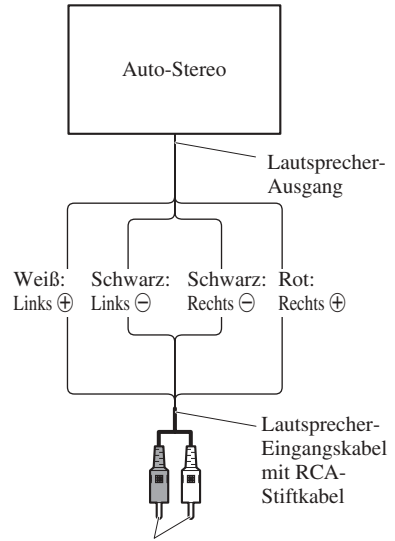 Auto-Stereo
Lautsprecher-
Ausgang
Weiß: Schwarz: Schwarz: Rot:
Links ⊕ Links ⊖ Rechts ⊖ Rechts ⊕
Lautsprecher-
Eingangskabel
mit RCA-
Stiftkabel